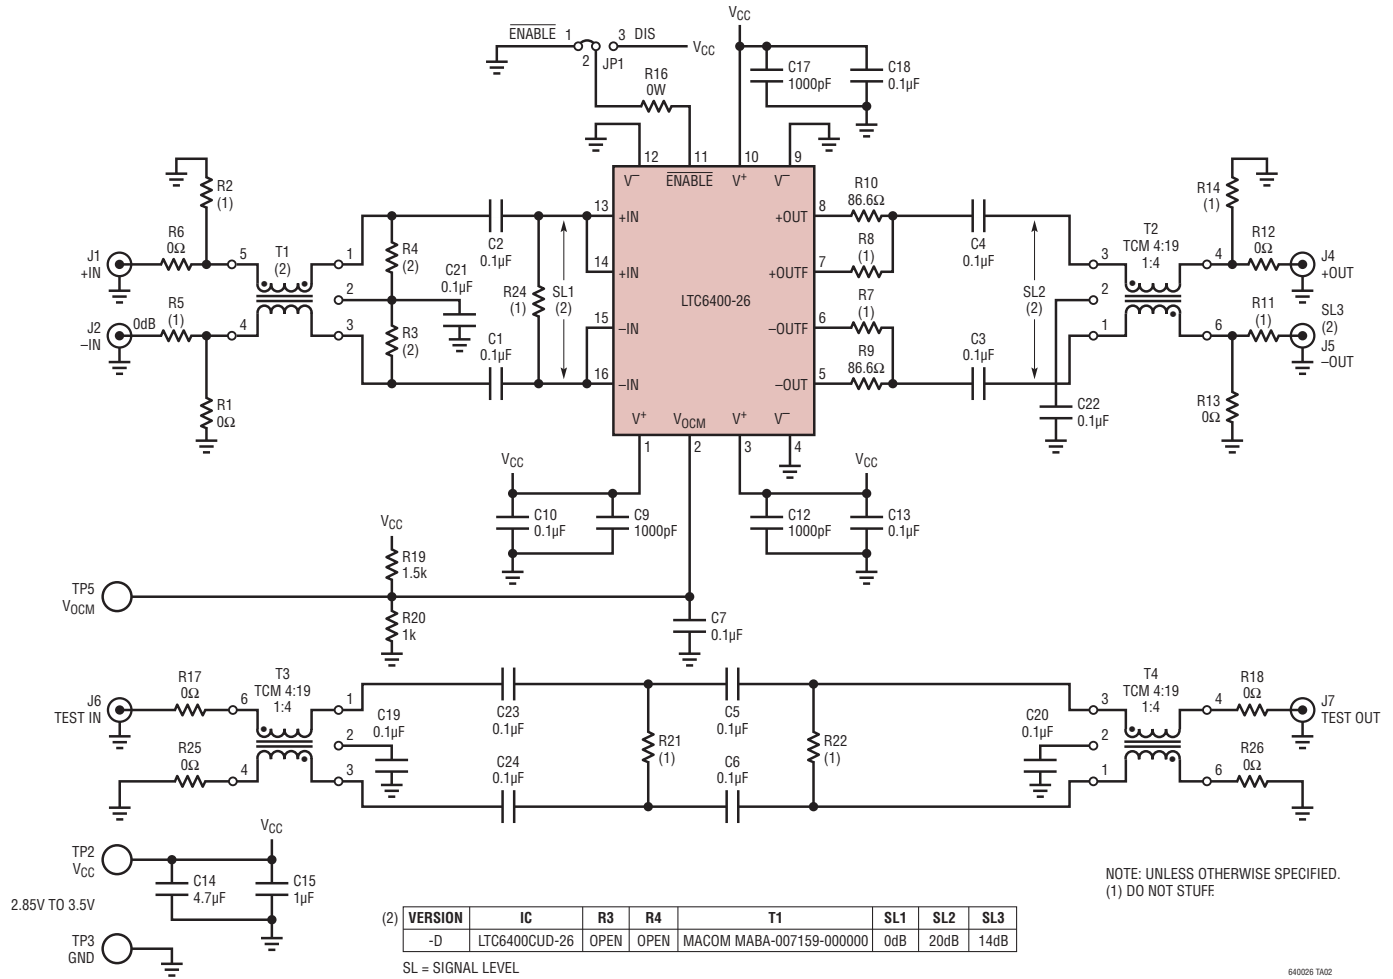 VCC
ENABLE 1
3 DIS
VCC
2
JP1
R16
0W
C17
1000pF
C18
0.1µF
12
11
10
9
V–
ENABLE
V+
V–
R2
(1)
R6
0Ω
J1
+IN
5
T1
(2)
1
R4
(2)
C2
0.1µF
C21
0.1µF
2
R24
(1)
SL1
(2)
R5
(1)
J2
–IN
0dB
4
3
R3
(2)
C1
0.1µF
R1
0Ω
13
+IN
14
+IN
15
–IN
16
–IN
LTC6400-26
8
+OUT
7
+OUTF
6
–OUTF
5
–OUT
R10
86.6Ω
R8
(1)
R7
(1)
R9
86.6Ω
C4
0.1µF
C3
0.1µF
SL2
(2)
T2
TCM 4:19
1:4
3
2
1
4
6
R14
(1)
R12
0Ω
J4
+OUT
R11
(1)
SL3
(2)
J5
–OUT
R13
0Ω
C22
0.1µF
V+
VOCM
V+
V–
1
2
3
4
VCC
C10
0.1µF
C9
1000pF
VCC
C12
1000pF
C13
0.1µF
VCC
R19
1.5k
TP5
VOCM
R20
1k
C7
0.1µF
J6
TEST IN
R17
0Ω
6
T3
TCM 4:19
1:4
1
2
3
4
R25
0Ω
C19
0.1µF
C23
0.1µF
C24
0.1µF
R21
(1)
C5
0.1µF
C6
0.1µF
R22
(1)
C20
0.1µF
3
2
1
T4
TCM 4:19
1:4
4
6
R18
0Ω
J7
TEST OUT
R26
0Ω
TP2
VCC
VCC
C14
4.7µF
C15
1µF
2.85V TO 3.5V
TP3
GND
NOTE: UNLESS OTHERWISE SPECIFIED.
(1) DO NOT STUFF.
(2) VERSION IC R3 R4 T1 SL1 SL2 SL3
-D LTC6400CUD-26 OPEN OPEN MACOM MABA-007159-000000 0dB 20dB 14dB
SL = SIGNAL LEVEL
640026 TA02